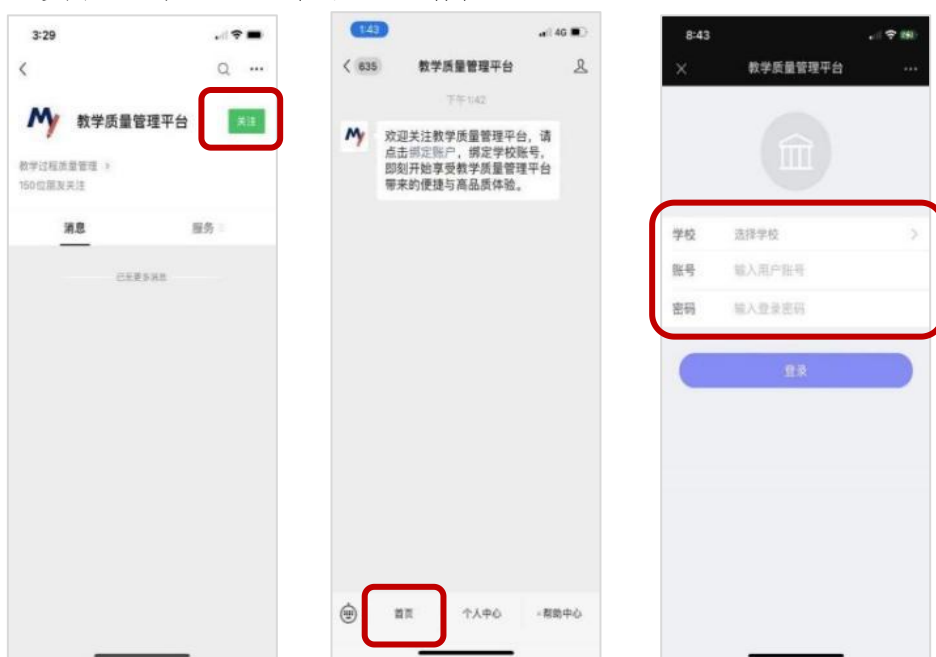 3:29
My 教学质量管理平台 关注
教学过程质量管理
150位朋友关注
消息 服务
已无更多消息
1:43 4G
635 教学质量管理平台
下午1:42
My 欢迎关注教学质量管理平台，请
点击绑定账户，绑定学校账号，
即刻开始享受教学质量管理平台
带来的便捷与高品质体验。
首页 个人中心 帮助中心
8:43
教学质量管理平台
学校 选择学校
账号 输入用户账号
密码 输入登录密码
登录